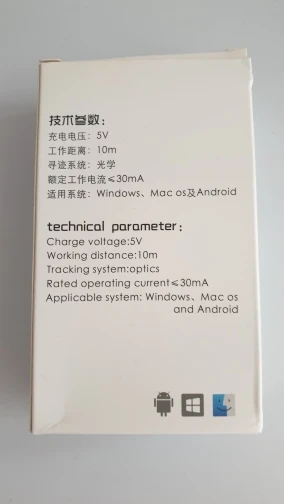 技术参数:
充电电压: 5V
工作距离: 10m
寻迹系统: 光学
额定工作电流≤30mA
适用系统: Windows、Mac os及Android
technical parameter:
Charge voltage:5V
Working distance:10m
Tracking system:optics
Rated operating current≤30mA
Applicable system: Windows、Mac os
and Android